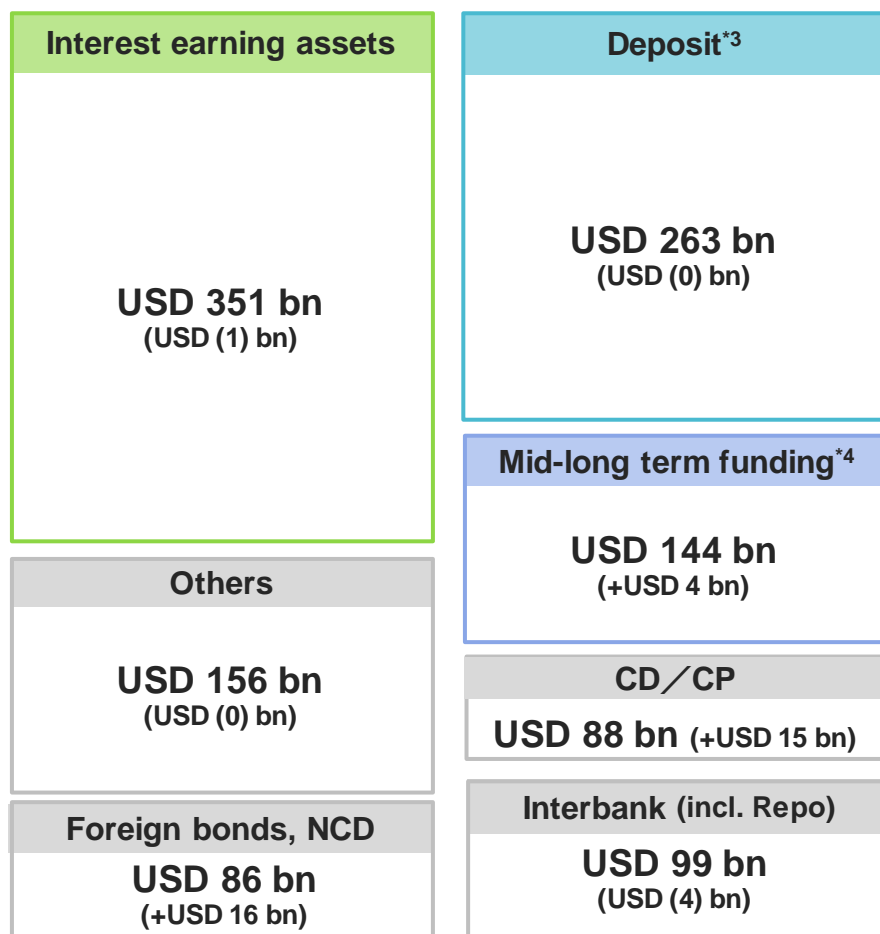 Interest earning assets
USD 351 bn
(USD (1) bn)
Others
USD 156 bn
(USD (0) bn)
Foreign bonds, NCD
USD 86 bn
(+USD 16 bn)
Deposit*3
USD 263 bn
(USD (0) bn)
Mid-long term funding*4
USD 144 bn
(+USD 4 bn)
CD／CP
USD 88 bn (+USD 15 bn)
Interbank (incl. Repo)
USD 99 bn
(USD (4) bn)